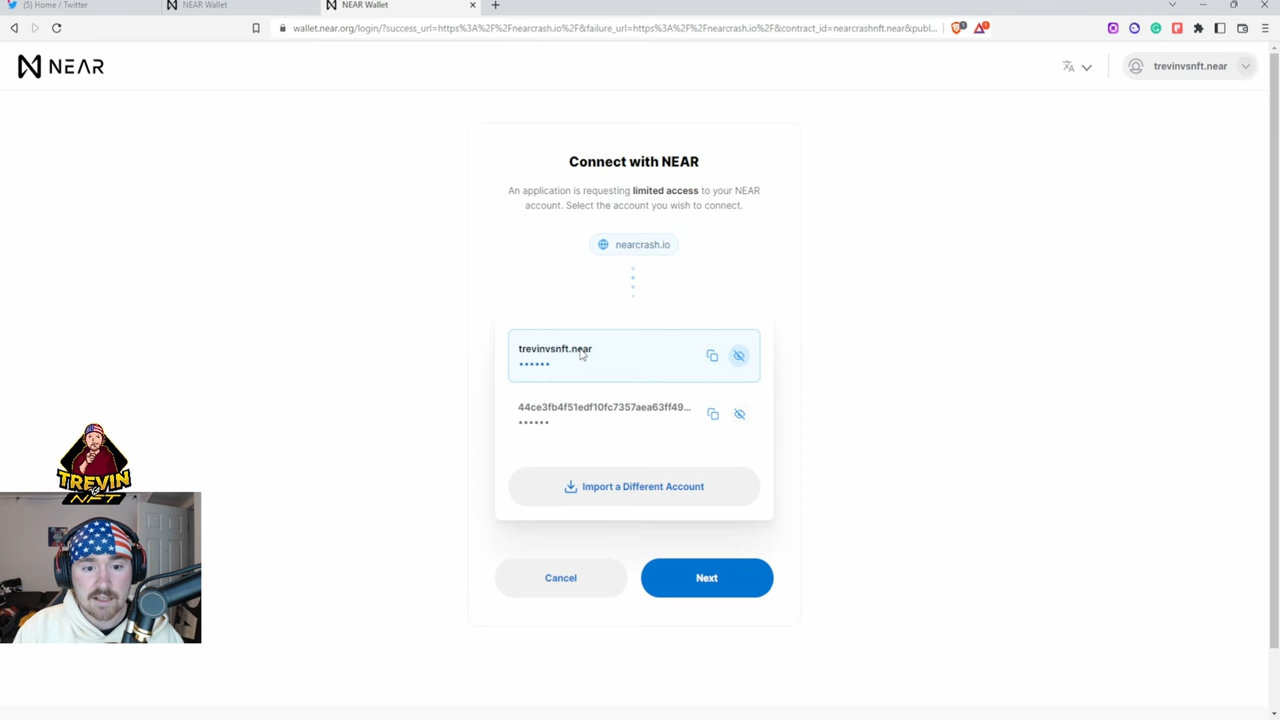 (5) Home / Twitter
NEAR Wallet
NEAR Wallet
wallet.near.org/login/?success_url=https%3A%2F%2Fnearcrash.io%2F&failure_url=https%3A%2F%2Fnearcrash.io%2F&contract_id=nearcrashnft.near&publ...
NEAR
trevinvsnft.near
Connect with NEAR
An application is requesting limited access to your NEAR
account. Select the account you wish to connect.
nearcrash.io
trevinvsnft.near
••••••
44ce3fb4f51edf10fc7357aea63ff49...
••••••
Import a Different Account
Cancel
Next
TREVIN
VS
NFT